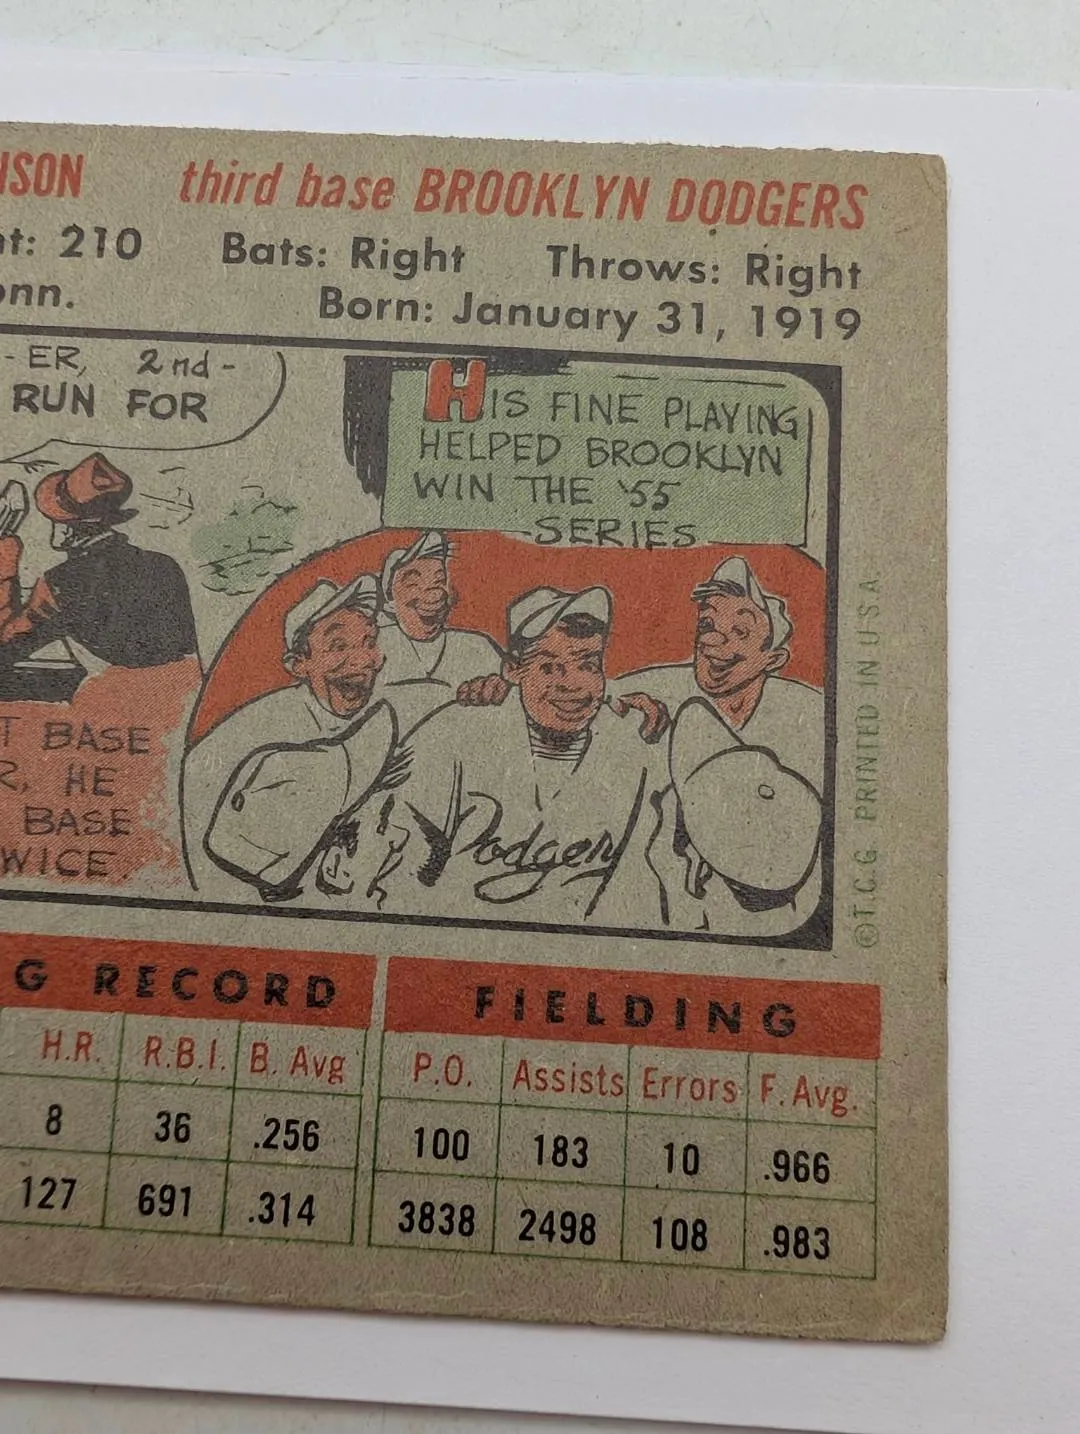 NSON third base BROOKLYN DODGERS
ht: 210 Bats: Right Throws: Right
onn. Born: January 31, 1919
-ER, 2nd-
RUN FOR
HIS FINE PLAYING
HELPED BROOKLYN
WIN THE '55
SERIES
T BASE
R, HE
BASE
WICE.
Dodgers
©T.C.G. PRINTED IN U.S.A.
G RECORD
H.R. R.B.I. B. Avg
8 36 .256
127 691 .314
FIELDING
P.O. Assists Errors F. Avg.
100 183 10 .966
3838 2498 108 .983